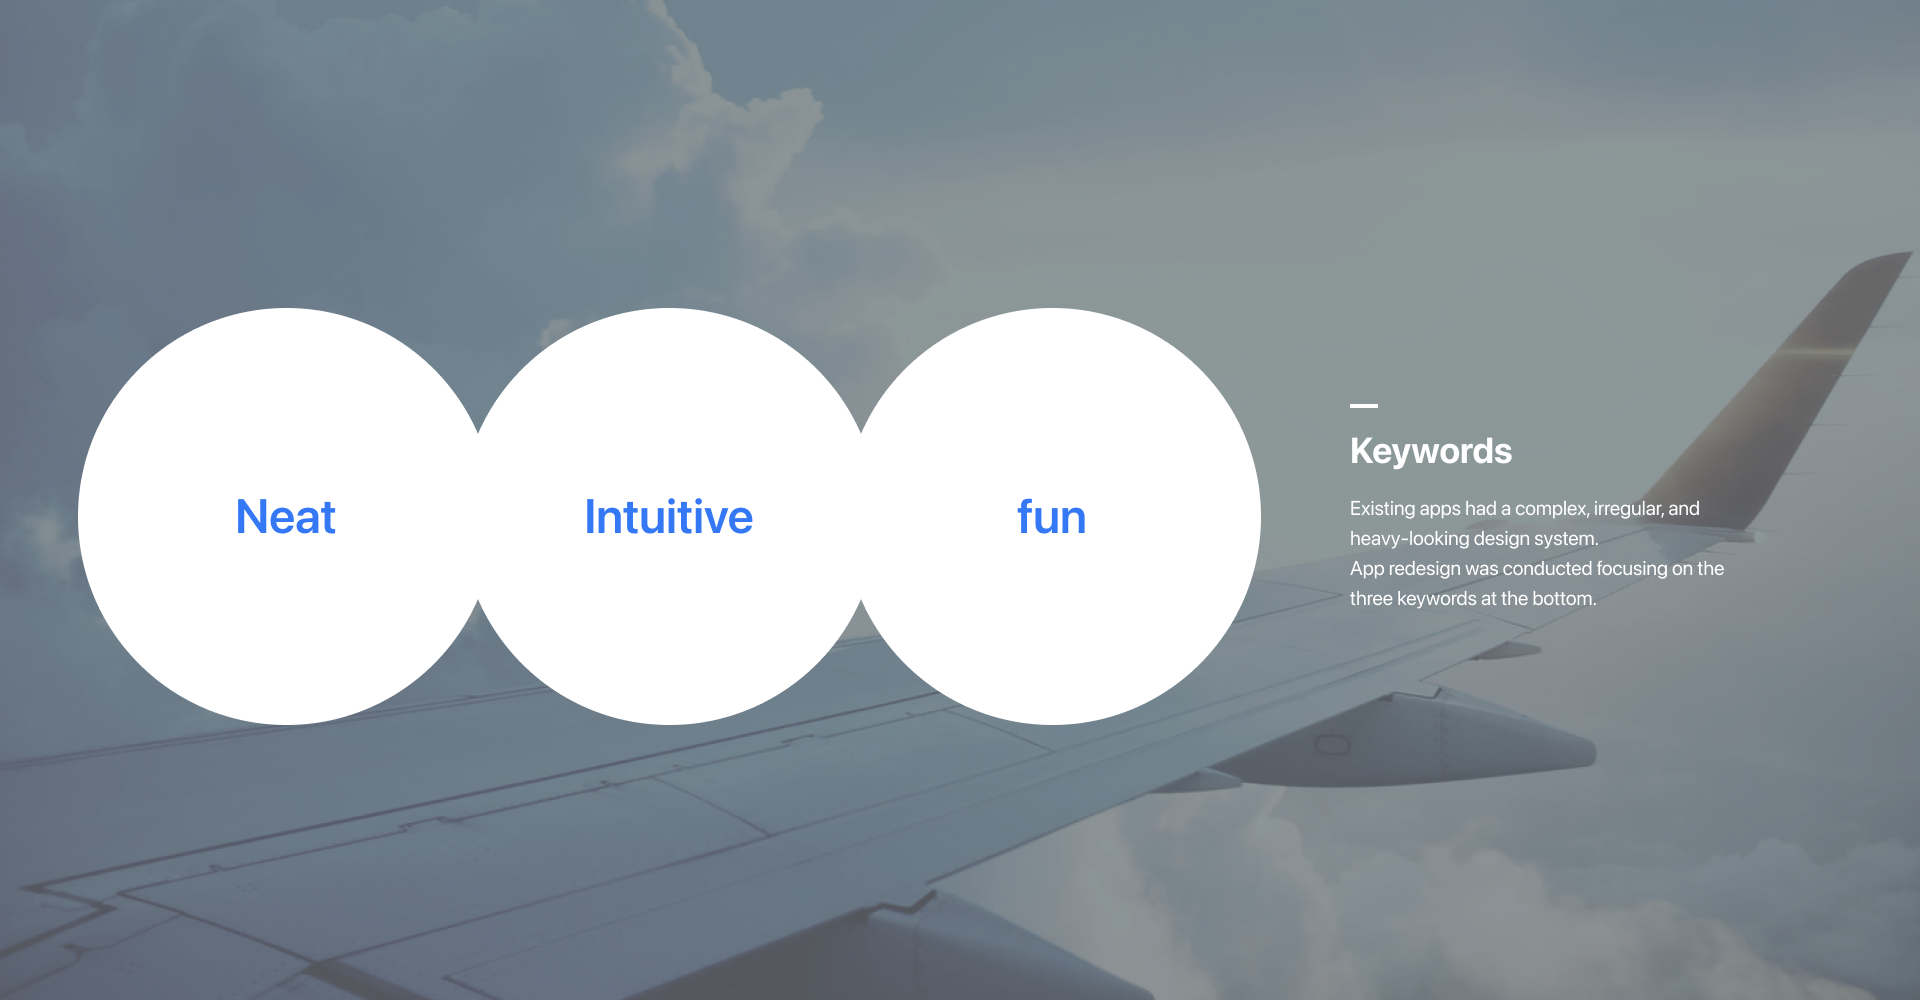 Neat
Intuitive
fun
Keywords
Existing apps had a complex, irregular, and
heavy-looking design system.
App redesign was conducted focusing on the
three keywords at the bottom.